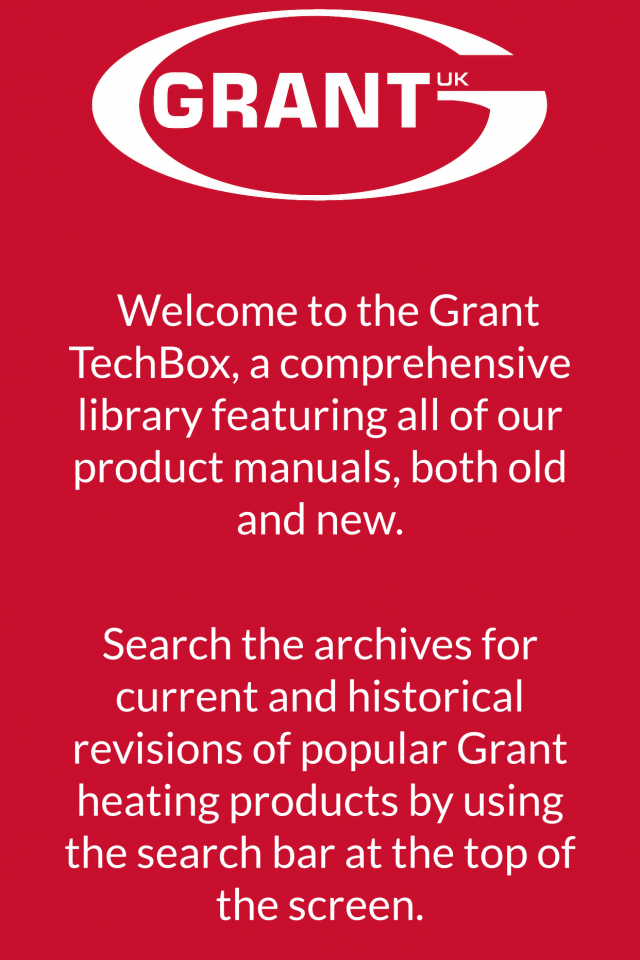 GRANT UK
Welcome to the Grant
TechBox, a comprehensive
library featuring all of our
product manuals, both old
and new.
Search the archives for
current and historical
revisions of popular Grant
heating products by using
the search bar at the top of
the screen.